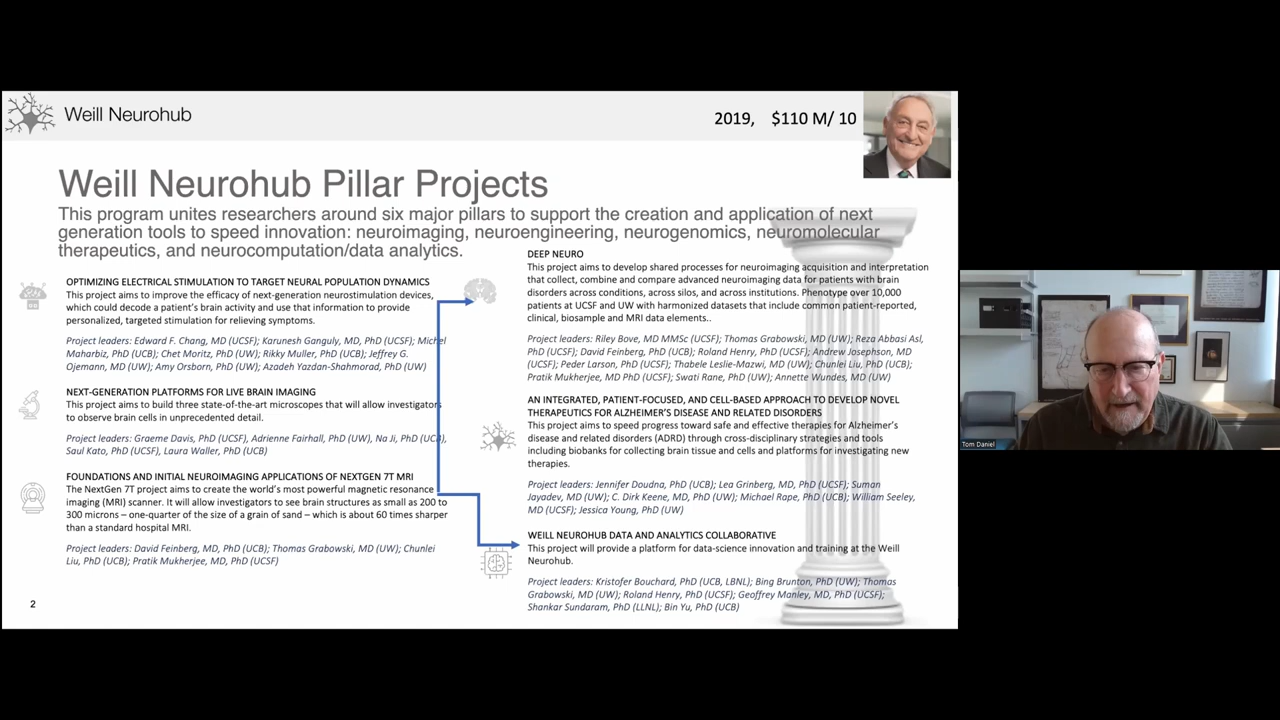 Weill Neurohub
2019, $110 M/ 10
Weill Neurohub Pillar Projects
This program unites researchers around six major pillars to support the creation and application of next
generation tools to speed innovation: neuroimaging, neuroengineering, neurogenomics, neuromolecular
therapeutics, and neurocomputation/data analytics.
OPTIMIZING ELECTRICAL STIMULATION TO TARGET NEURAL POPULATION DYNAMICS
This project aims to improve the efficacy of next-generation neurostimulation devices,
which could decode a patient's brain activity and use that information to provide
personalized, targeted stimulation for relieving symptoms.
Project leaders: Edward F. Chang, MD (UCSF); Karunesh Ganguly, MD, PhD (UCSF); Michel
Maharbiz, PhD (UCB); Chet Moritz, PhD (UW); Rikky Muller, PhD (UCB); Jeffrey G.
Ojemann, MD (UW); Amy Orsborn, PhD (UW); Azadeh Yazdan-Shahmorad, PhD (UW)
NEXT-GENERATION PLATFORMS FOR LIVE BRAIN IMAGING
This project aims to build three state-of-the-art microscopes that will allow investigators
to observe brain cells in unprecedented detail.
Project leaders: Graeme Davis, PhD (UCSF), Adrienne Fairhall, PhD (UW), Na Ji, PhD (UCB),
Saul Kato, PhD (UCSF), Laura Waller, PhD (UCB)
FOUNDATIONS AND INITIAL NEUROIMAGING APPLICATIONS OF NEXTGEN 7T MRI
The NextGen 7T project aims to create the world's most powerful magnetic resonance
imaging (MRI) scanner. It will allow investigators to see brain structures as small as 200 to
300 microns – one-quarter of the size of a grain of sand – which is about 60 times sharper
than a standard hospital MRI.
Project leaders: David Feinberg, MD, PhD (UCB); Thomas Grabowski, MD (UW); Chunlei
Liu, PhD (UCB); Pratik Mukherjee, MD, PhD (UCSF)
2
DEEP NEURO
This project aims to develop shared processes for neuroimaging acquisition and interpretation
that collect, combine and compare advanced neuroimaging data for patients with brain
disorders across conditions, across silos, and across institutions. Phenotype over 10,000
patients at UCSF and UW with harmonized datasets that include common patient-reported,
clinical, biosample and MRI data elements..
Project leaders: Riley Bove, MD MMSc (UCSF); Thomas Grabowski, MD (UW); Reza Abbasi Asl,
PhD (UCSF); David Feinberg, PhD (UCB); Roland Henry, PhD (UCSF); Andrew Josephson, MD
(UCSF); Peder Larson, PhD (UCSF); Thabele Leslie-Mazwi, MD (UW); Chunlei Liu, PhD (UCB);
Pratik Mukherjee, MD PhD (UCSF); Swati Rane, PhD (UW); Annette Wundes, MD (UW)
AN INTEGRATED, PATIENT-FOCUSED, AND CELL-BASED APPROACH TO DEVELOP NOVEL
THERAPEUTICS FOR ALZHEIMER'S DISEASE AND RELATED DISORDERS
This project aims to speed progress toward safe and effective therapies for Alzheimer's
disease and related disorders (ADRD) through cross-disciplinary strategies and tools
including biobanks for collecting brain tissue and cells and platforms for investigating new
therapies.
Project leaders: Jennifer Doudna, PhD (UCB); Lea Grinberg, MD, PhD (UCSF); Suman
Jayadev, MD (UW); C. Dirk Keene, MD, PhD (UW); Michael Rape, PhD (UCB); William Seeley,
MD (UCSF); Jessica Young, PhD (UW)
WEILL NEUROHUB DATA AND ANALYTICS COLLABORATIVE
This project will provide a platform for data-science innovation and training at the Weill
Neurohub.
Project leaders: Kristofer Bouchard, PhD (UCB, LBNL); Bing Brunton, PhD (UW); Thomas
Grabowski, MD (UW); Roland Henry, PhD (UCSF); Geoffrey Manley, MD, PhD (UCSF);
Shankar Sundaram, PhD (LLNL); Bin Yu, PhD (UCB)
Tom Daniel